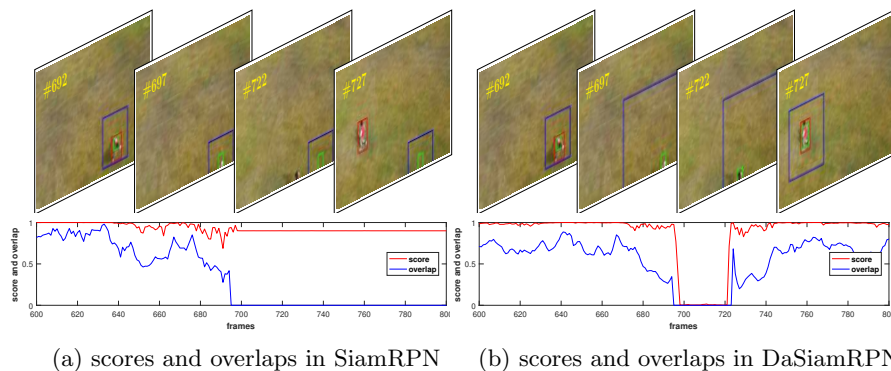 #692
#697
#722
#727
#692
#697
#722
#727
1
0.5
0
score and overlap
score
overlap
600 620 640 660 680 700 720 740 760 780 800
frames
1
0.5
0
score and overlap
score
overlap
600 620 640 660 680 700 720 740 760 780 800
frames
(a) scores and overlaps in SiamRPN
(b) scores and overlaps in DaSiamRPN